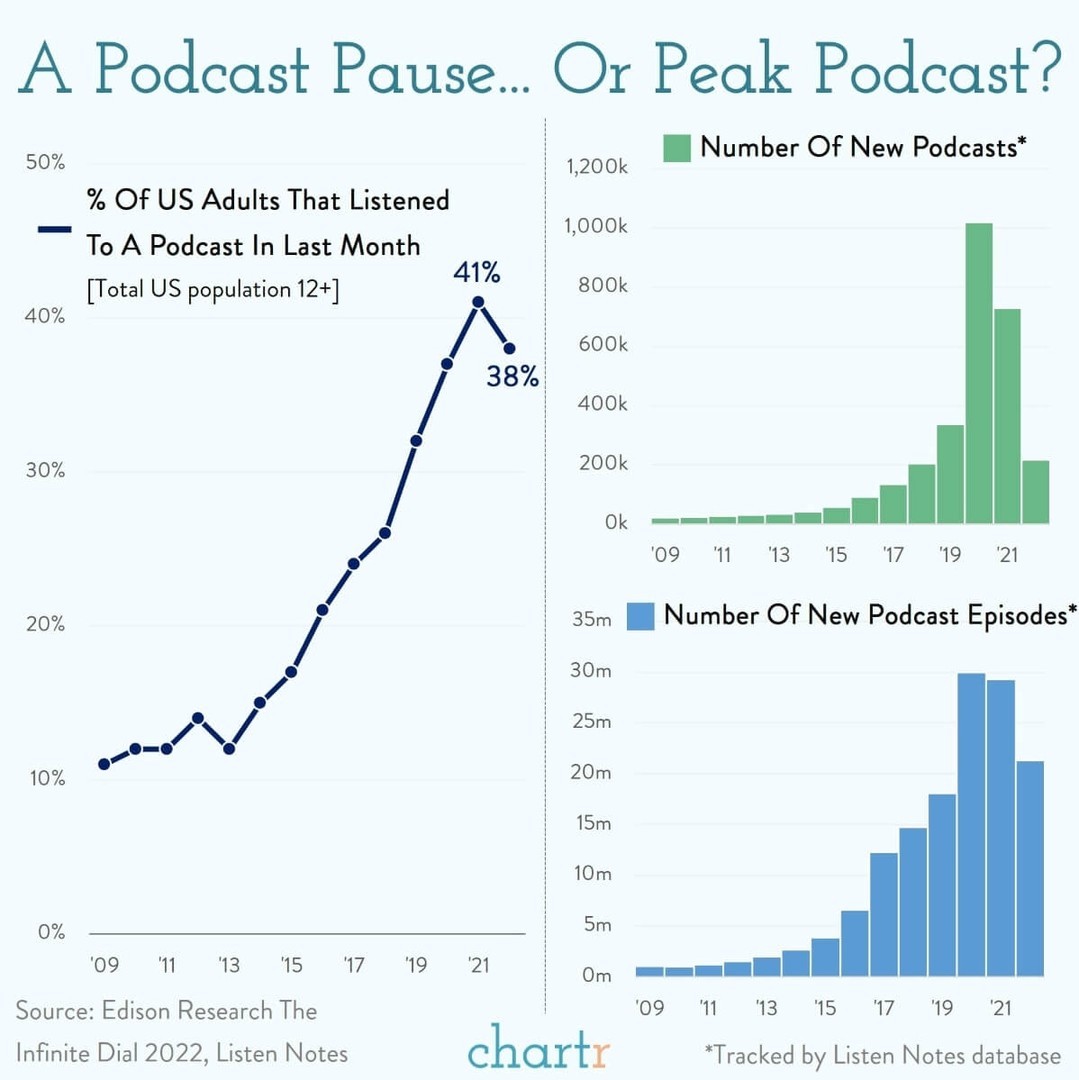 A Podcast Pause... Or Peak Podcast?
50%
40%
30%
20%
10%
0%
% Of US Adults That Listened
To A Podcast In Last Month
[Total US population 12+]
41%
38%
'09 '11 '13 '15 '17 '19 '21
Number Of New Podcasts*
1,200k
1,000k
800k
600k
400k
200k
0k
'09 '11 '13 '15 '17 '19 '21
Number Of New Podcast Episodes*
35m
30m
25m
20m
15m
10m
5m
0m
'09 '11 '13 '15 '17 '19 '21
Source: Edison Research The
Infinite Dial 2022, Listen Notes
chartr
*Tracked by Listen Notes database